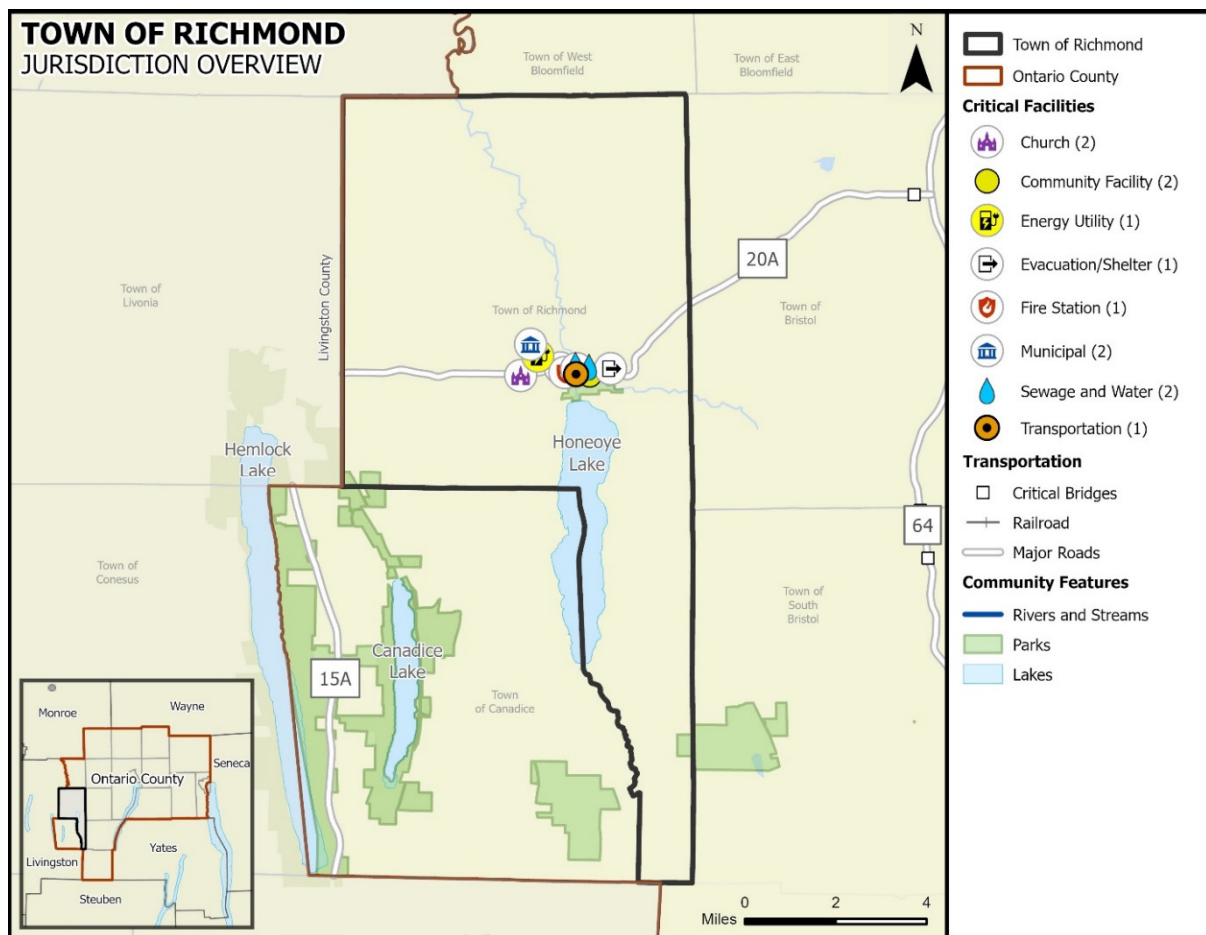 TOWN OF RICHMOND
JURISDICTION OVERVIEW
Town of West
Bloomfield
Town of East
Bloomfield
N
20A
Town of
Livonia
Livingston County
Town of Richmond
Town of
Bristol
Hemlock
Lake
Honeoye
Lake
64
Town of
Conesus
Town of
South
Bristol
Canadice
Lake
15A
Town
of Canadice
Monroe
Wayne
Seneca
Ontario County
Livingston
Yates
Steuben
0 2 4
Miles
Town of Richmond
Ontario County
Critical Facilities
Church (2)
Community Facility (2)
Energy Utility (1)
Evacuation/Shelter (1)
Fire Station (1)
Municipal (2)
Sewage and Water (2)
Transportation (1)
Transportation
Critical Bridges
Railroad
Major Roads
Community Features
Rivers and Streams
Parks
Lakes